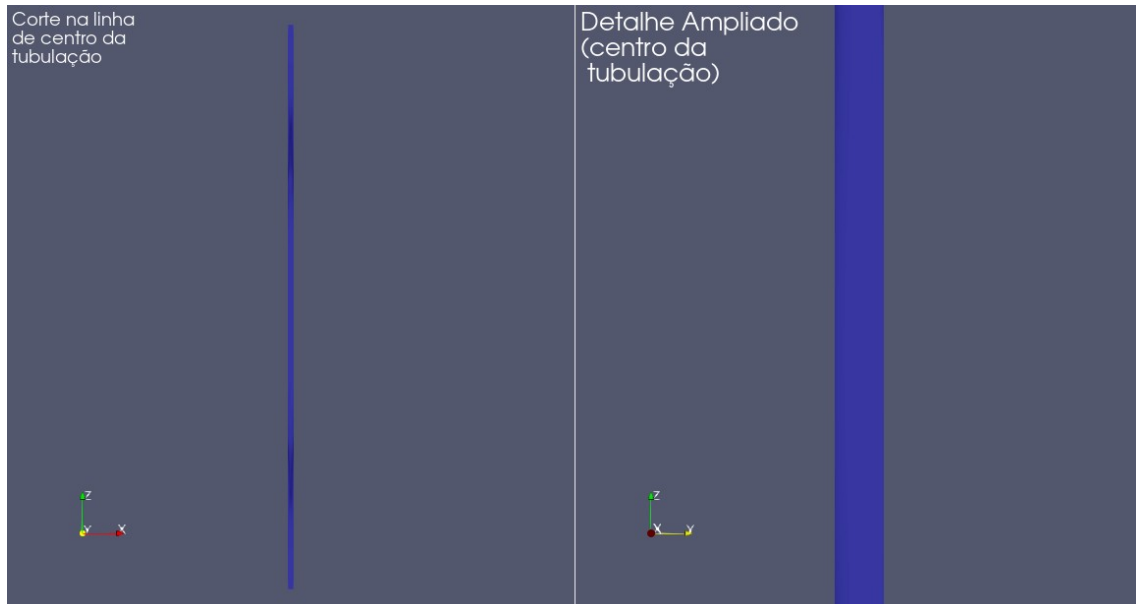 Corte na linha
de centro da
tubulação
Detalhe Ampliado
(centro da
tubulação)
Z
Y
X
Z
X
Y